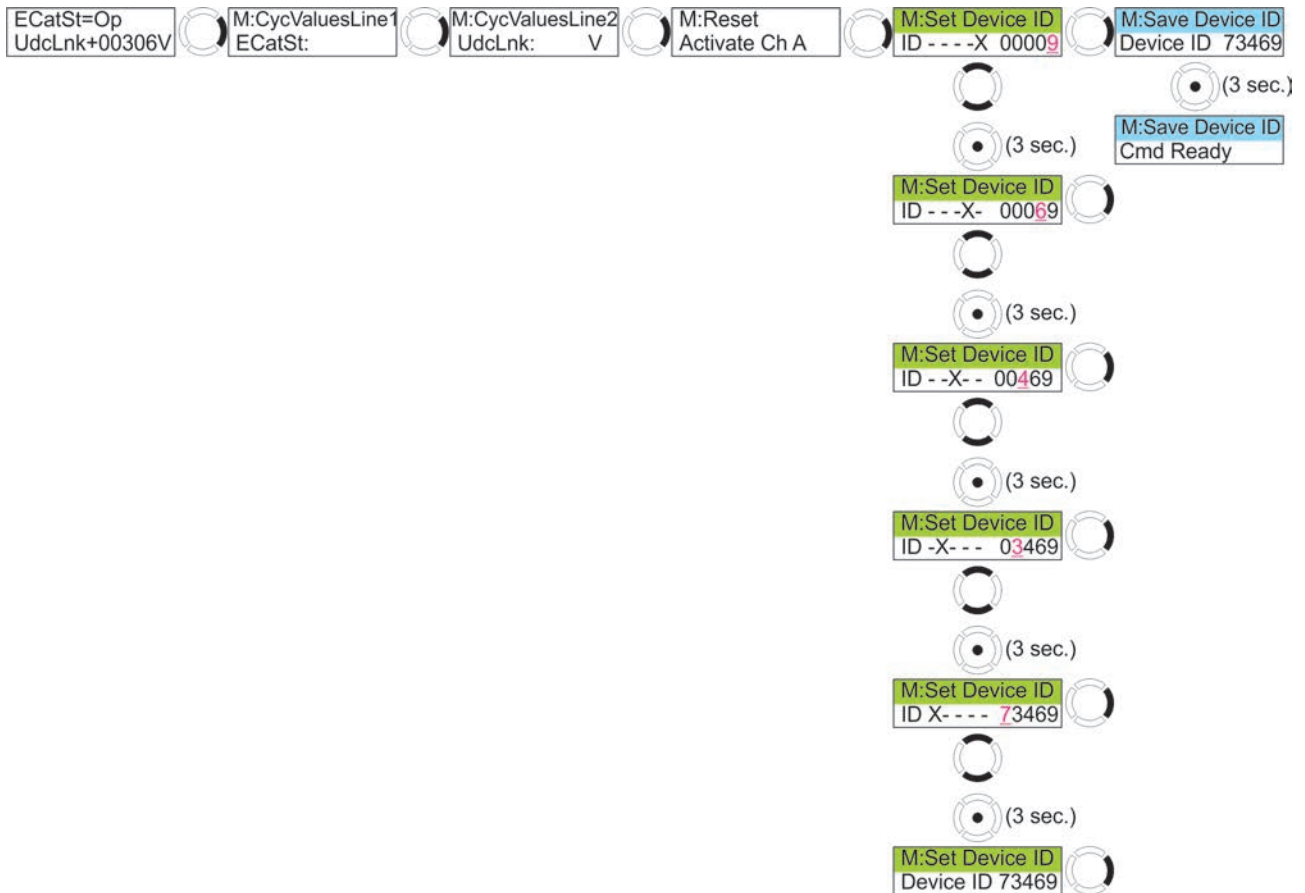 ECatSt=Op
UdcLnk+00306V
M:CycValuesLine1
ECatSt:
M:CycValuesLine2
UdcLnk: V
M:Reset
Activate Ch A
M:Set Device ID
ID - - - -X 00009
M:Save Device ID
Device ID 73469
(3 sec.)
M:Save Device ID
Cmd Ready
(3 sec.)
M:Set Device ID
ID - - -X- 00069
(3 sec.)
M:Set Device ID
ID - -X- - 00469
(3 sec.)
M:Set Device ID
ID -X- - - 03469
(3 sec.)
M:Set Device ID
ID X- - - - 73469
(3 sec.)
M:Set Device ID
Device ID 73469